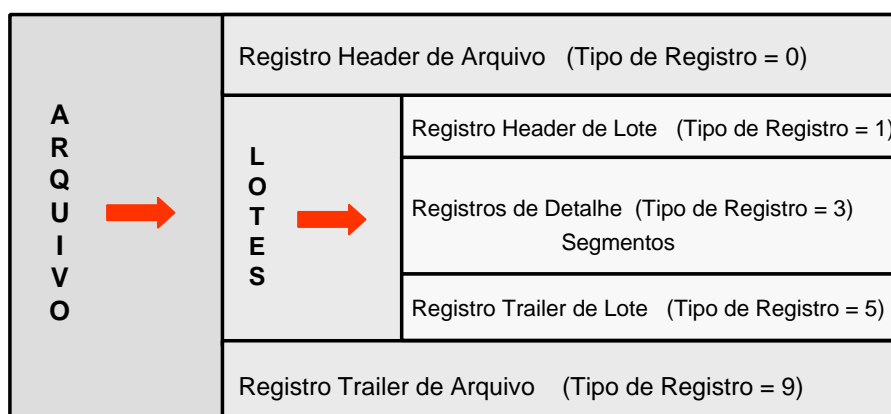 ARQUIVO
Registro Header de Arquivo (Tipo de Registro = 0)
LOTES
Registro Header de Lote (Tipo de Registro = 1)
Registros de Detalhe (Tipo de Registro = 3)
Segmentos
Registro Trailer de Lote (Tipo de Registro = 5)
Registro Trailer de Arquivo (Tipo de Registro = 9)